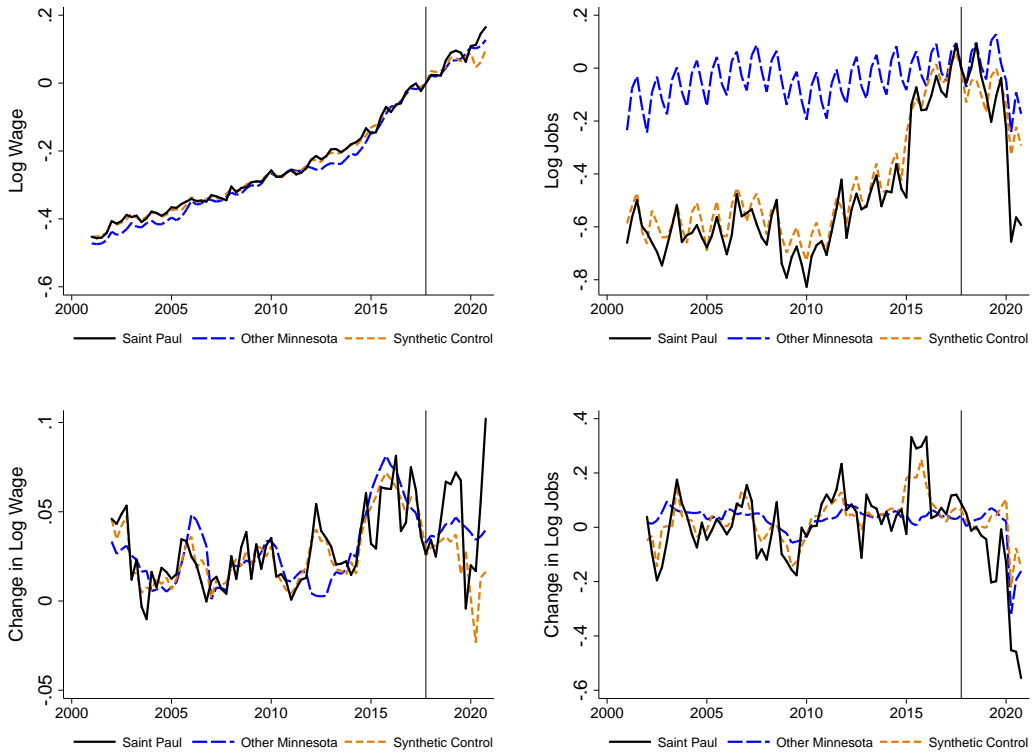 .2
0
-.2
-.4
-.6
Log Wage
2000 2005 2010 2015 2020
Saint Paul Other Minnesota Synthetic Control
.2
0
-.2
-.4
-.6
-.8
Log Jobs
2000 2005 2010 2015 2020
Saint Paul Other Minnesota Synthetic Control
.1
.05
0
-.05
Change in Log Wage
2000 2005 2010 2015 2020
Saint Paul Other Minnesota Synthetic Control
.4
.2
0
-.2
-.4
-.6
Change in Log Jobs
2000 2005 2010 2015 2020
Saint Paul Other Minnesota Synthetic Control